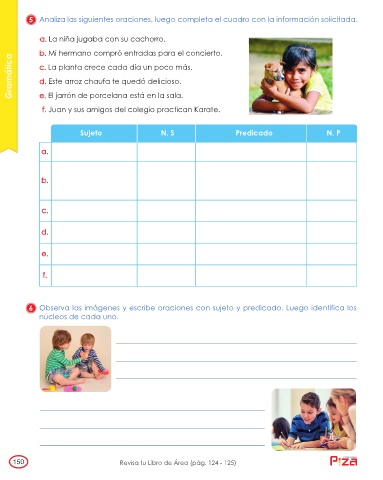 Gramática
5 Analiza las siguientes oraciones, luego completa el cuadro con la información solicitada.
a. La niña jugaba con su cachorro.
b. Mi hermano compró entradas para el concierto.
c. La planta crece cada día un poco más.
d. Este arroz chaufa te quedó delicioso.
e. El jarrón de porcelana está en la sala.
f. Juan y sus amigos del colegio practican Karate.
Sujeto N. S Predicado N. P
a.
b.
c.
d.
e.
f.
6 Observa las imágenes y escribe oraciones con sujeto y predicado. Luego identifica los
núcleos de cada uno.
150
Revisa tu Libro de Área (pág. 124 - 125)